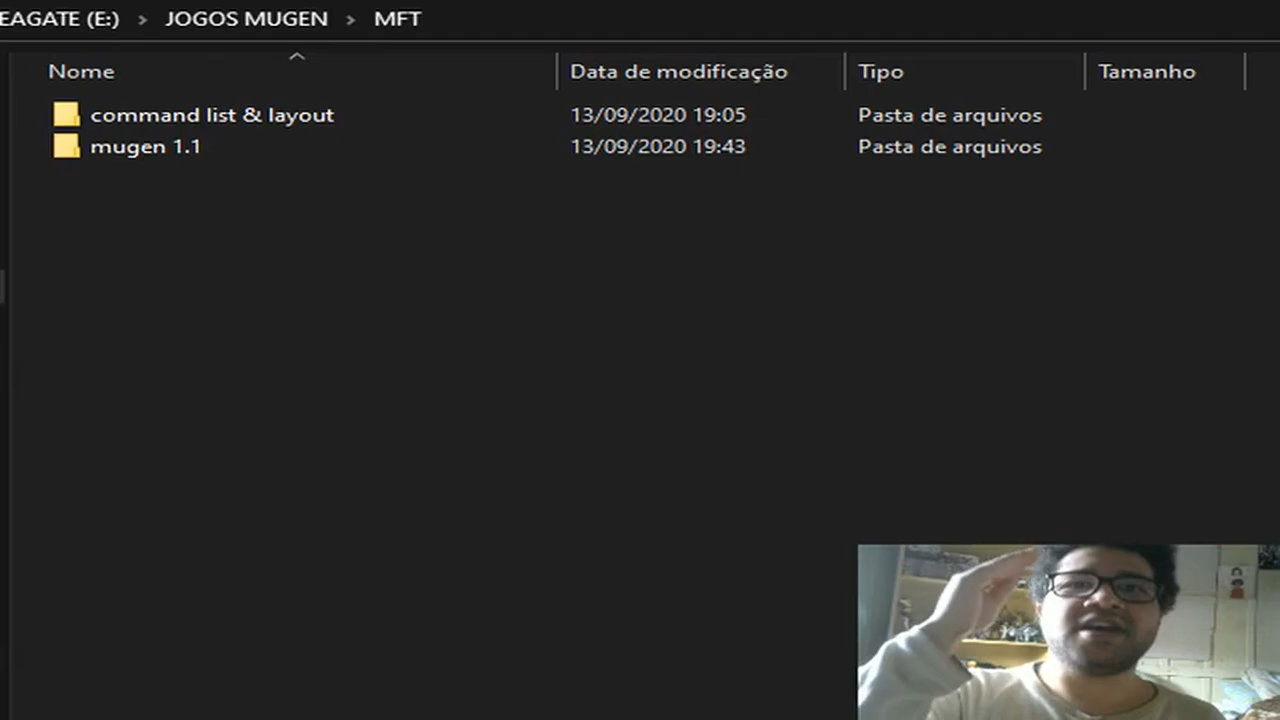 EAGATE (E:) > JOGOS MUGEN > MFT
Nome Data de modificação Tipo Tamanho
command list & layout 13/09/2020 19:05 Pasta de arquivos
mugen 1.1 13/09/2020 19:43 Pasta de arquivos